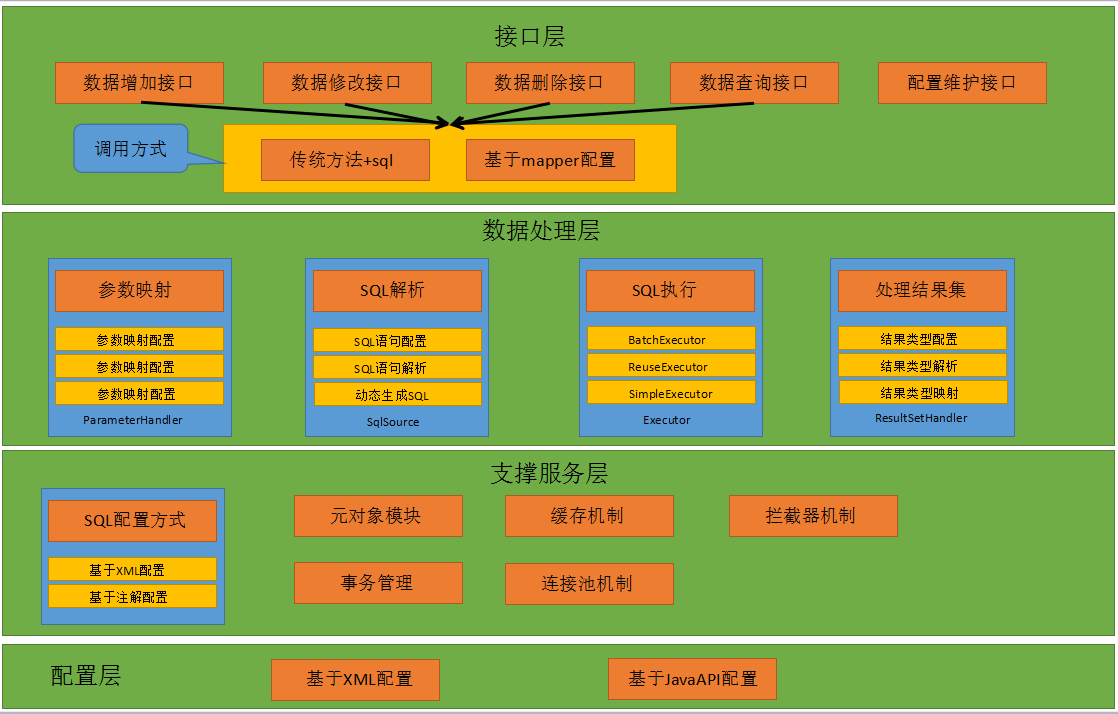 接口层
数据增加接口
数据修改接口
数据删除接口
数据查询接口
配置维护接口
调用方式
传统方法+sql
基于mapper配置
数据处理层
参数映射
参数映射配置
参数映射配置
参数映射配置
ParameterHandler
SQL解析
SQL语句配置
SQL语句解析
动态生成SQL
SqlSource
SQL执行
BatchExecutor
ReuseExecutor
SimpleExecutor
Executor
处理结果集
结果类型配置
结果类型解析
结果类型映射
ResultSetHandler
支撑服务层
SQL配置方式
基于XML配置
基于注解配置
元对象模块
缓存机制
拦截器机制
事务管理
连接池机制
配置层
基于XML配置
基于JavaAPI配置